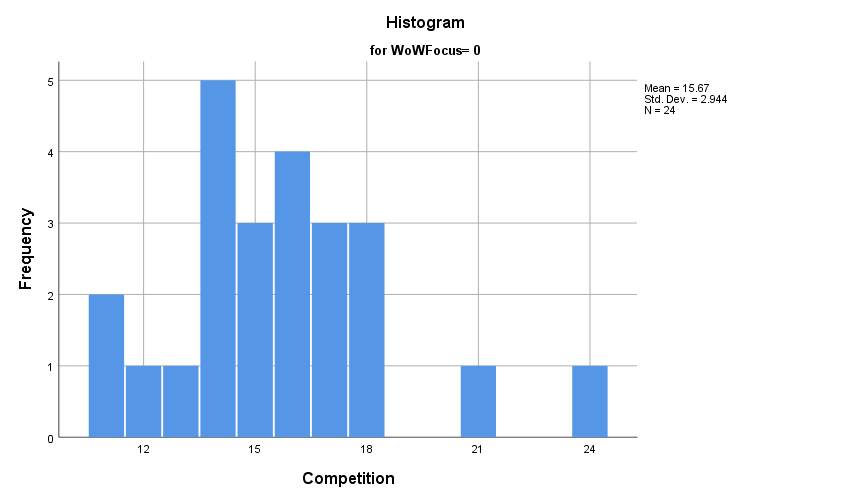 Histogram
for WoWFocus= 0
Mean = 15.67
Std. Dev. = 2.944
N = 24
Frequency
5
4
3
2
1
0
12 15 18 21 24
Competition